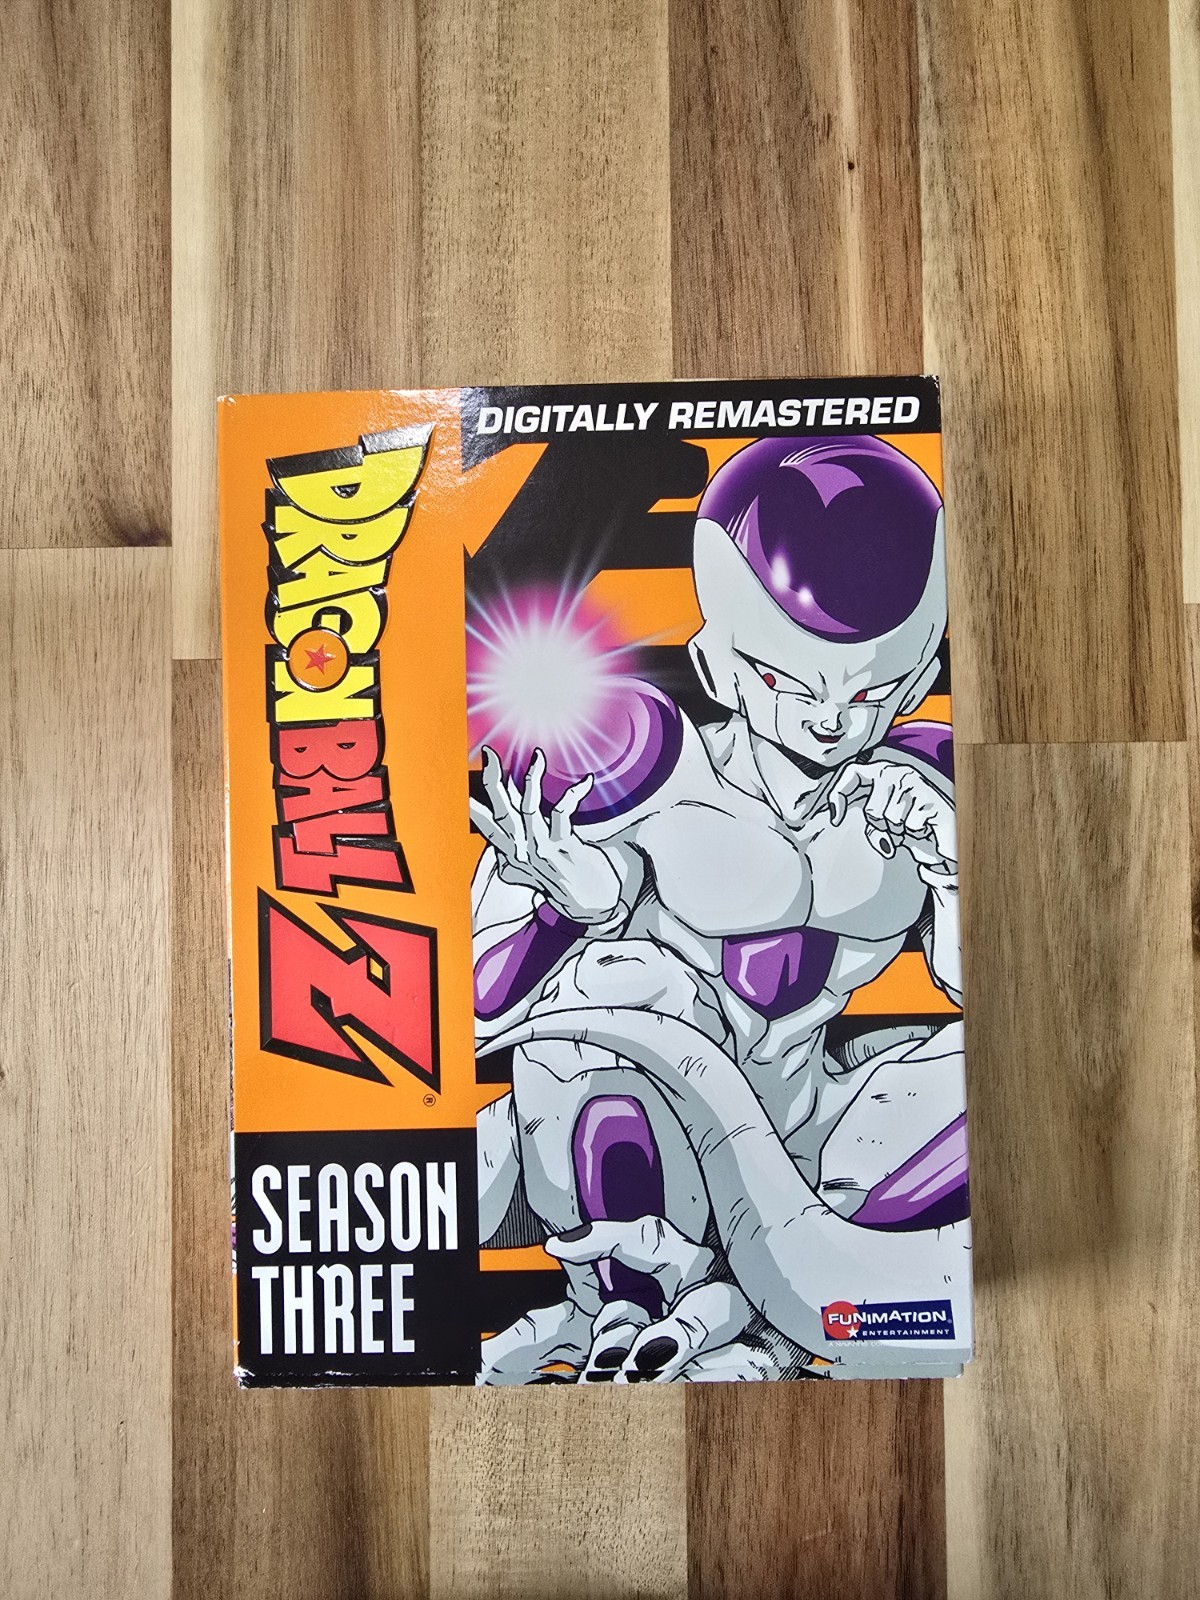 DIGITALLY REMASTERED
DRAGON
BALL
Z
®
SEASON
THREE
FUNIMATION®
ENTERTAINMENT